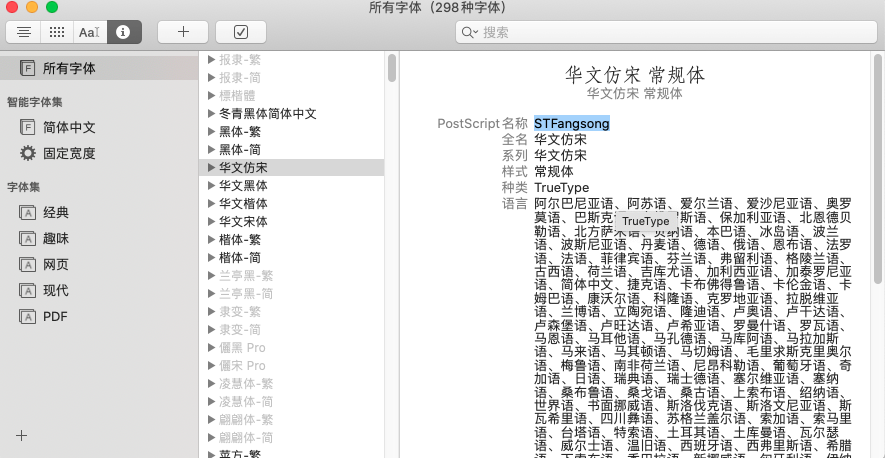 所有字体（298 种字体）
Aa
搜索
所有字体
智能字体集
简体中文
固定宽度
字体集
经典
趣味
网页
现代
PDF
报隶-繁
报隶-简
標楷體
冬青黑体简体中文
黑体-繁
黑体-简
华文仿宋
华文黑体
华文楷体
华文宋体
楷体-繁
楷体-简
兰亭黑-繁
兰亭黑-简
隶变-繁
隶变-简
儷黑 Pro
儷宋 Pro
凌慧体-繁
凌慧体-简
翩翩体-繁
翩翩体-简
苹方-繁
华文仿宋 常规体
华文仿宋 常规体
PostScript 名称 STFangsong
全名 华文仿宋
系列 华文仿宋
样式 常规体
种类 TrueType
语言 阿尔巴尼亚语、阿苏语、爱尔兰语、爱沙尼亚语、奥罗
莫语、巴斯克语、斯语、保加利亚语、北恩德贝
勒语、北方萨米语、贝纳语、本巴语、冰岛语、波兰
TrueType
语、波斯尼亚语、丹麦语、德语、俄语、恩布语、法罗
语、法语、菲律宾语、芬兰语、弗留利语、格陵兰语、
古西语、荷兰语、吉库尤语、加利西亚语、加泰罗尼亚
语、简体中文、捷克语、卡布佛得鲁语、卡伦金语、卡
姆巴语、康沃尔语、科隆语、克罗地亚语、拉脱维亚
语、兰博语、立陶宛语、隆迪语、卢奥语、卢干达语、
卢森堡语、卢旺达语、卢希亚语、罗曼什语、罗瓦语、
马恩语、马耳他语、马孔德语、马库阿语、马拉加斯
语、马来语、马其顿语、马切姆语、毛里求斯克里奥尔
语、梅鲁语、南非荷兰语、尼昂科勒语、葡萄牙语、奇
加语、日语、瑞典语、瑞士德语、塞尔维亚语、塞纳
语、桑布鲁语、桑戈语、桑古语、上索布语、绍纳语、
世界语、书面挪威语、斯洛伐克语、斯洛文尼亚语、斯
瓦希里语、四川彝语、苏格兰盖尔语、索加语、索马里
语、台塔语、特索语、土耳其语、土库曼语、瓦尔瑟
语、威尔士语、温旧语、西班牙语、西弗里斯语、希腊